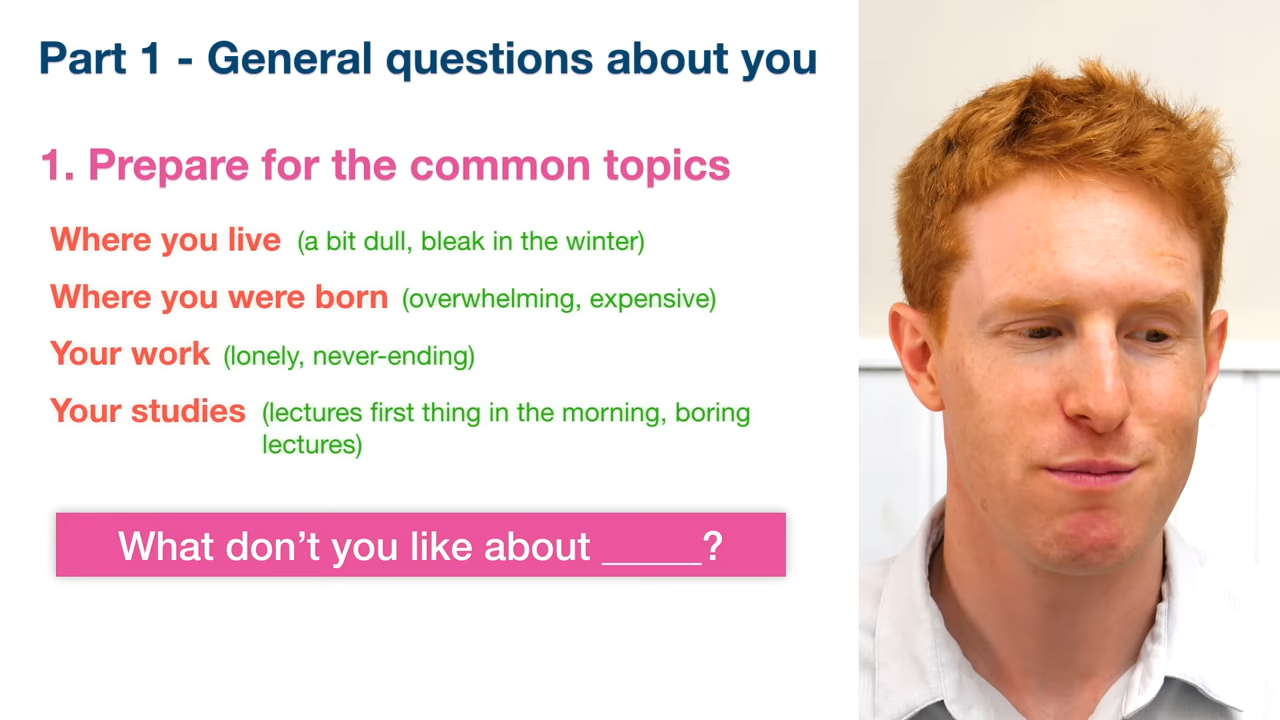 Part 1 - General questions about you
1. Prepare for the common topics
Where you live (a bit dull, bleak in the winter)
Where you were born (overwhelming, expensive)
Your work (lonely, never-ending)
Your studies (lectures first thing in the morning, boring
lectures)
What don’t you like about _____?